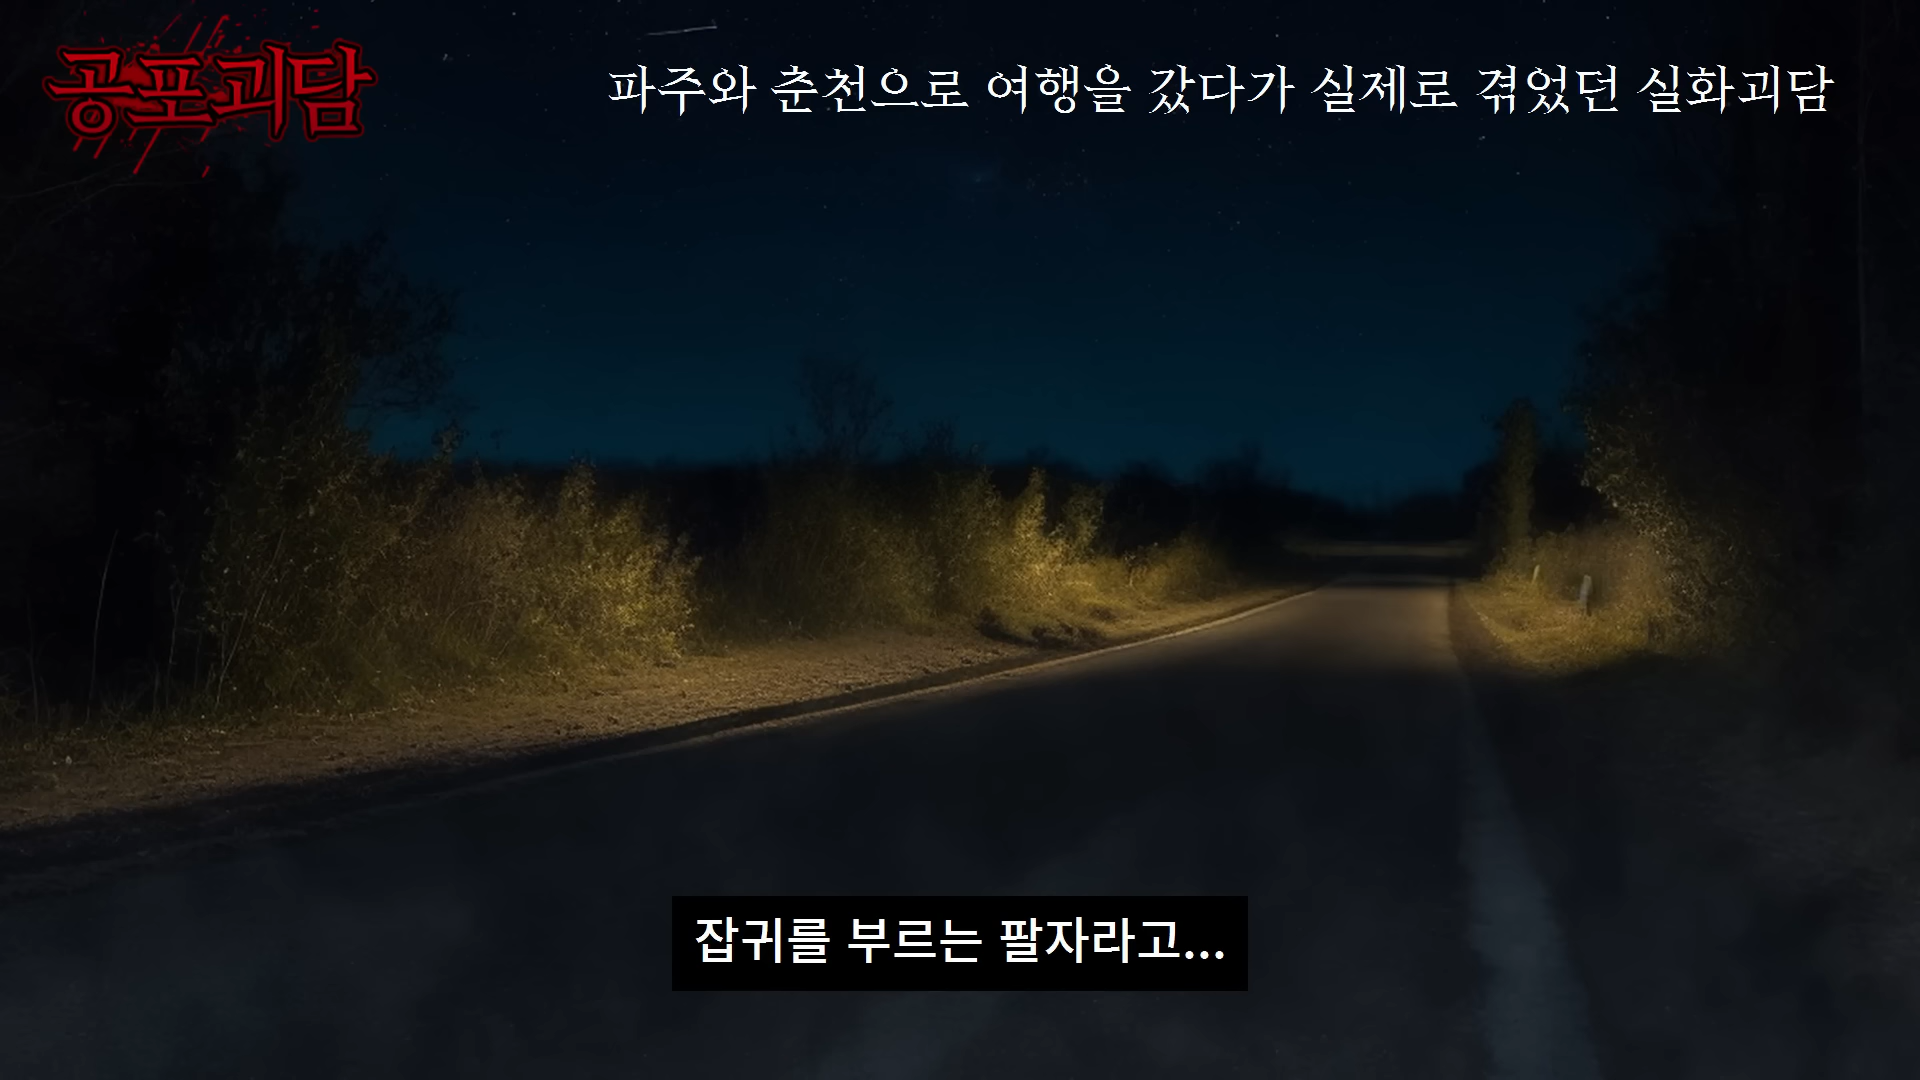 공포괴담
파주와 춘천으로 여행을 갔다가 실제로 겪었던 실화괴담
잡귀를 부르는 팔자라고...